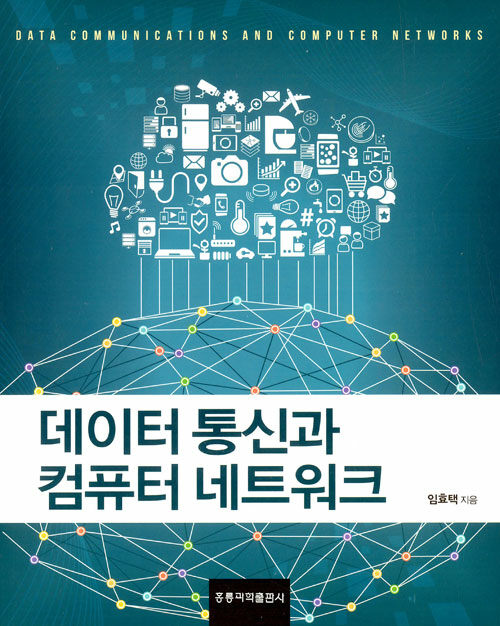 DATA COMMUNICATIONS AND COMPUTER NETWORKS
#
데이터 통신과
컴퓨터 네트워크
임효택 지음
홍릉과학출판사